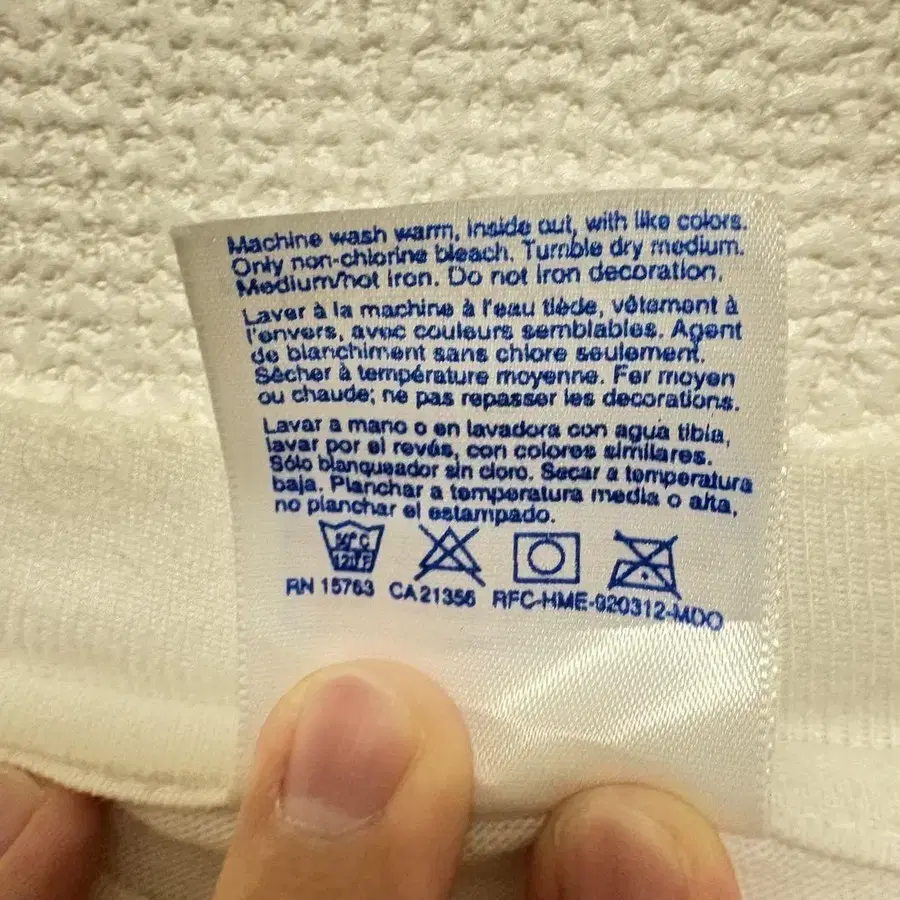 Machine wash warm, inside out, with like colors.
Only non-chlorine bleach. Tumble dry medium.
Medium/hot iron. Do not iron decoration.
Laver à la machine à l'eau tiède, vêtement à
l'envers, avec couleurs semblables. Agent
de blanchiment sans chlore seulement.
Sécher à température moyenne. Fer moyen
ou chaude; ne pas repasser les decorations.
Lavar a mano o en lavadora con agua tibia,
lavar por el revés, con colores similares.
Sólo blanqueador sin cloro. Secar a temperatura
baja. Planchar a temperatura media o alta,
no planchar el estampado.
50°C
120°F
RN 15763 CA21356 RFC-HME-020312-MDO